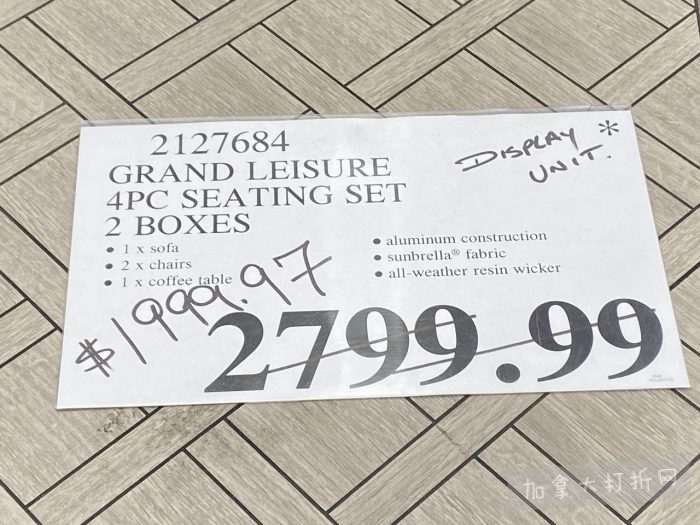 2127684
GRAND LEISURE
4PC SEATING SET
2 BOXES
• 1 x sofa
• 2 x chairs
• 1 x coffee table
DISPLAY *
UNIT.
• aluminum construction
• sunbrella® fabric
• all-weather resin wicker
$1999.97
2799.99
加拿大打折网